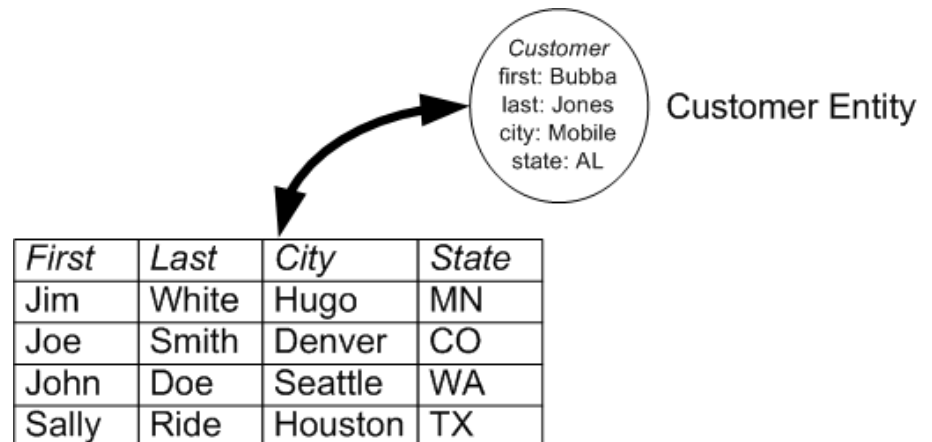 Customer
first: Bubba
last: Jones
city: Mobile
state: AL
Customer Entity
First Last City State
Jim White Hugo MN
Joe Smith Denver CO
John Doe Seattle WA
Sally Ride Houston TX